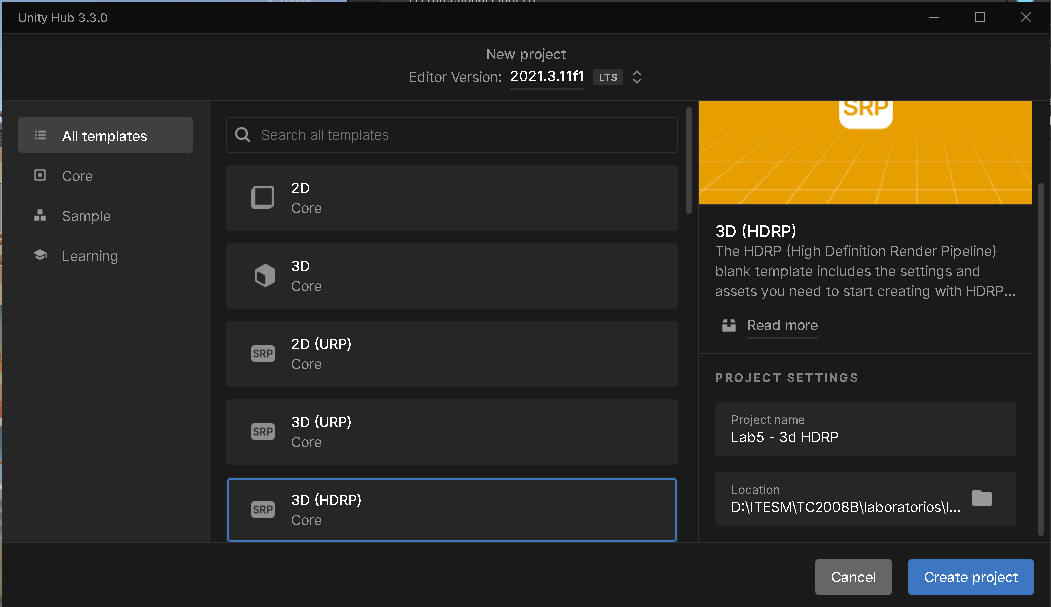 Unity Hub 3.3.0
New project
Editor Version: 2021.3.11f1 LTS
All templates
Core
Sample
Learning
Search all templates
2D
Core
3D
Core
SRP
2D (URP)
Core
SRP
3D (URP)
Core
SRP
3D (HDRP)
Core
SRP
3D (HDRP)
The HDRP (High Definition Render Pipeline)
blank template includes the settings and
assets you need to start creating with HDRP...
Read more
PROJECT SETTINGS
Project name
Lab5 - 3d HDRP
Location
D:\ITESM\TC2008B\laboratorios\l...
Cancel
Create project